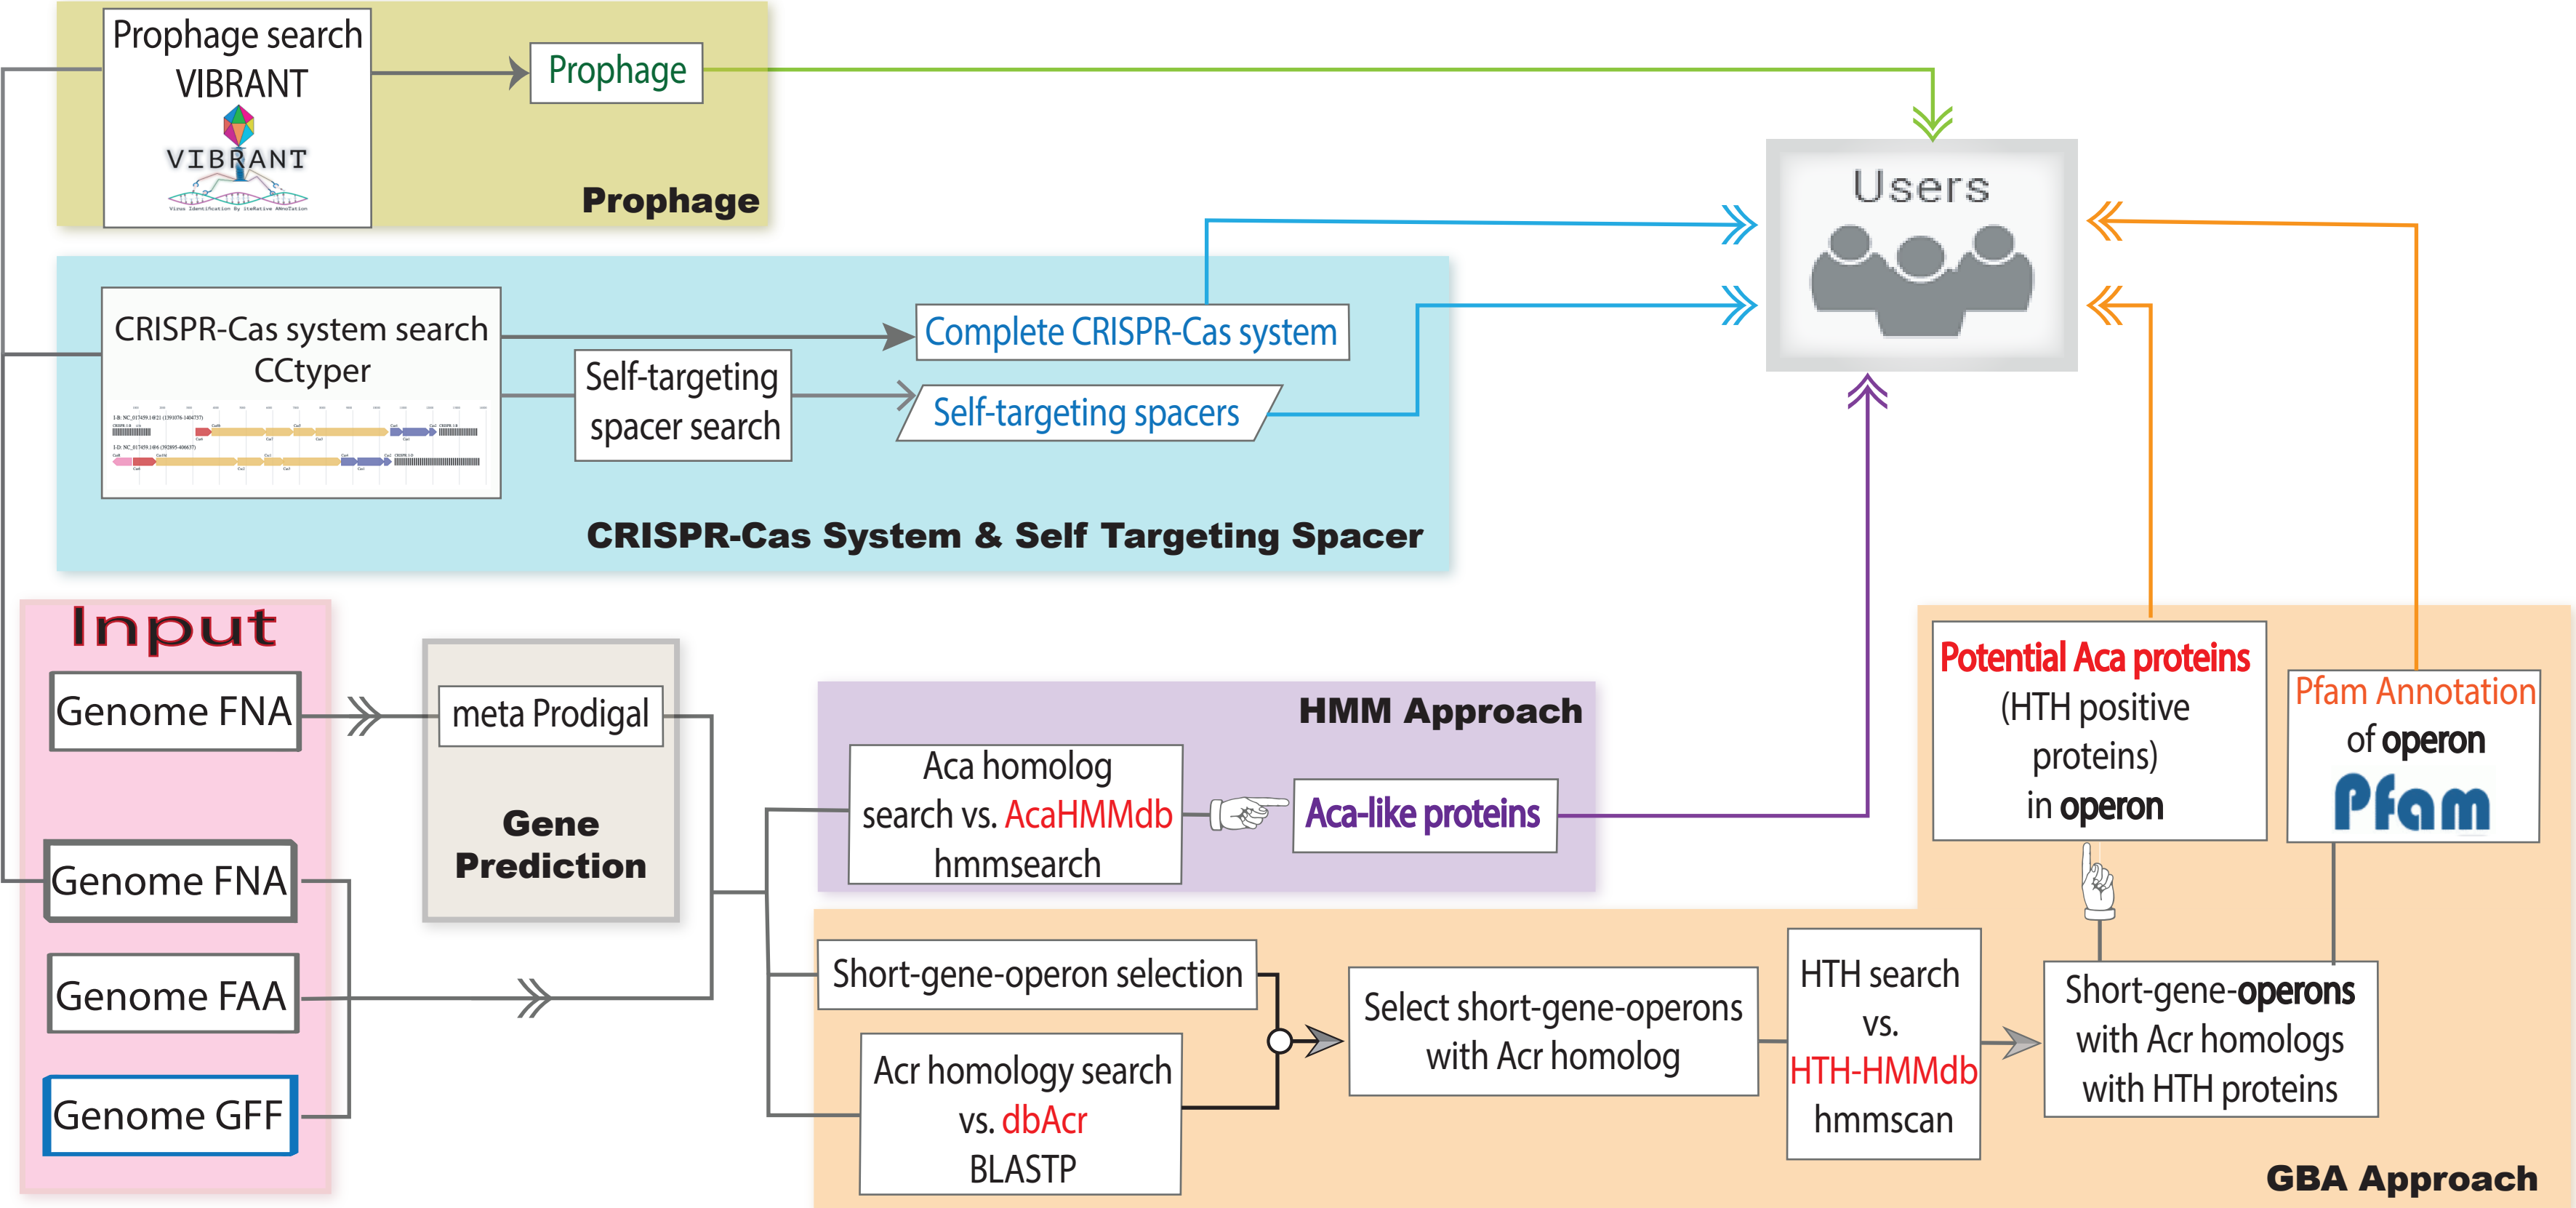 Prophage search
VIBRANT
VIBRANT
Virus Identification By iteRative ANnoTation
Prophage
Prophage
Users
CRISPR-Cas system search
CCtyper
Self-targeting
spacer search
Complete CRISPR-Cas system
Self-targeting spacers
CRISPR-Cas System & Self Targeting Spacer
Input
Genome FNA
Genome FNA
Genome FAA
Genome GFF
meta Prodigal
Gene
Prediction
HMM Approach
Aca homolog
search vs. AcaHMMdb
hmmsearch
Aca-like proteins
Short-gene-operon selection
Acr homology search
vs. dbAcr
BLASTP
Select short-gene-operons
with Acr homolog
HTH search
vs.
HTH-HMMdb
hmmscan
Short-gene-operons
with Acr homologs
with HTH proteins
Potential Aca proteins
(HTH positive
proteins)
in operon
Pfam Annotation
of operon
Pfam
GBA Approach